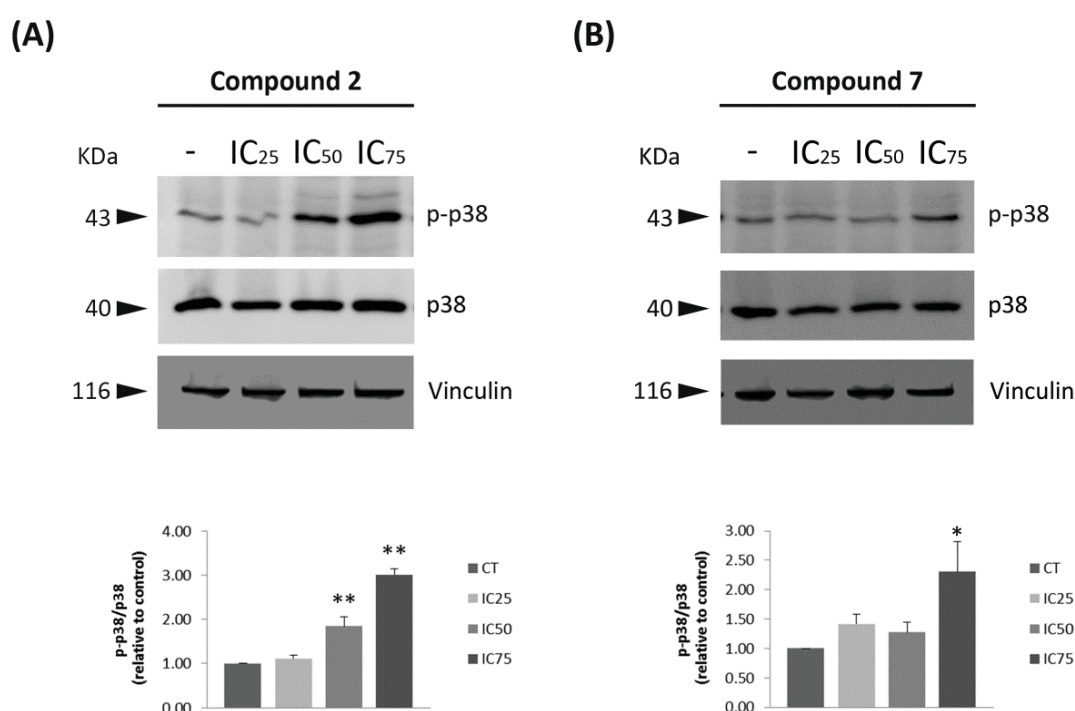 (A)
Compound 2
KDa - IC25 IC50 IC75
43 p-p38
40 p38
116 Vinculin
p-p38/p38
(relative to control)
4.00
3.00
2.00
1.00
0.00
**
**
CT
IC25
IC50
IC75
(B)
Compound 7
KDa - IC25 IC50 IC75
43 p-p38
40 p38
116 Vinculin
p-p38/p38
(relative to control)
3.00
2.50
2.00
1.50
1.00
0.50
0.00
*
CT
IC25
IC50
IC75